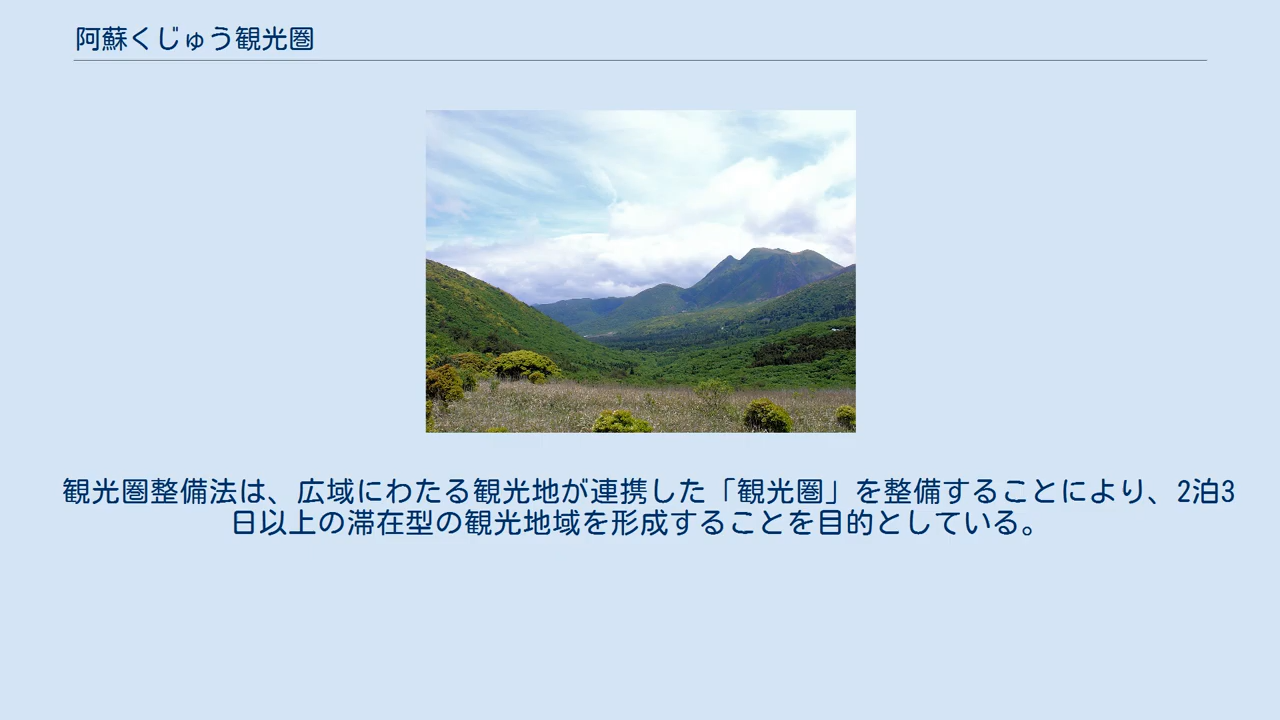 阿蘇くじゅう観光圏
観光圏整備法は、広域にわたる観光地が連携した「観光圏」を整備することにより、2泊3
日以上の滞在型の観光地域を形成することを目的としている。